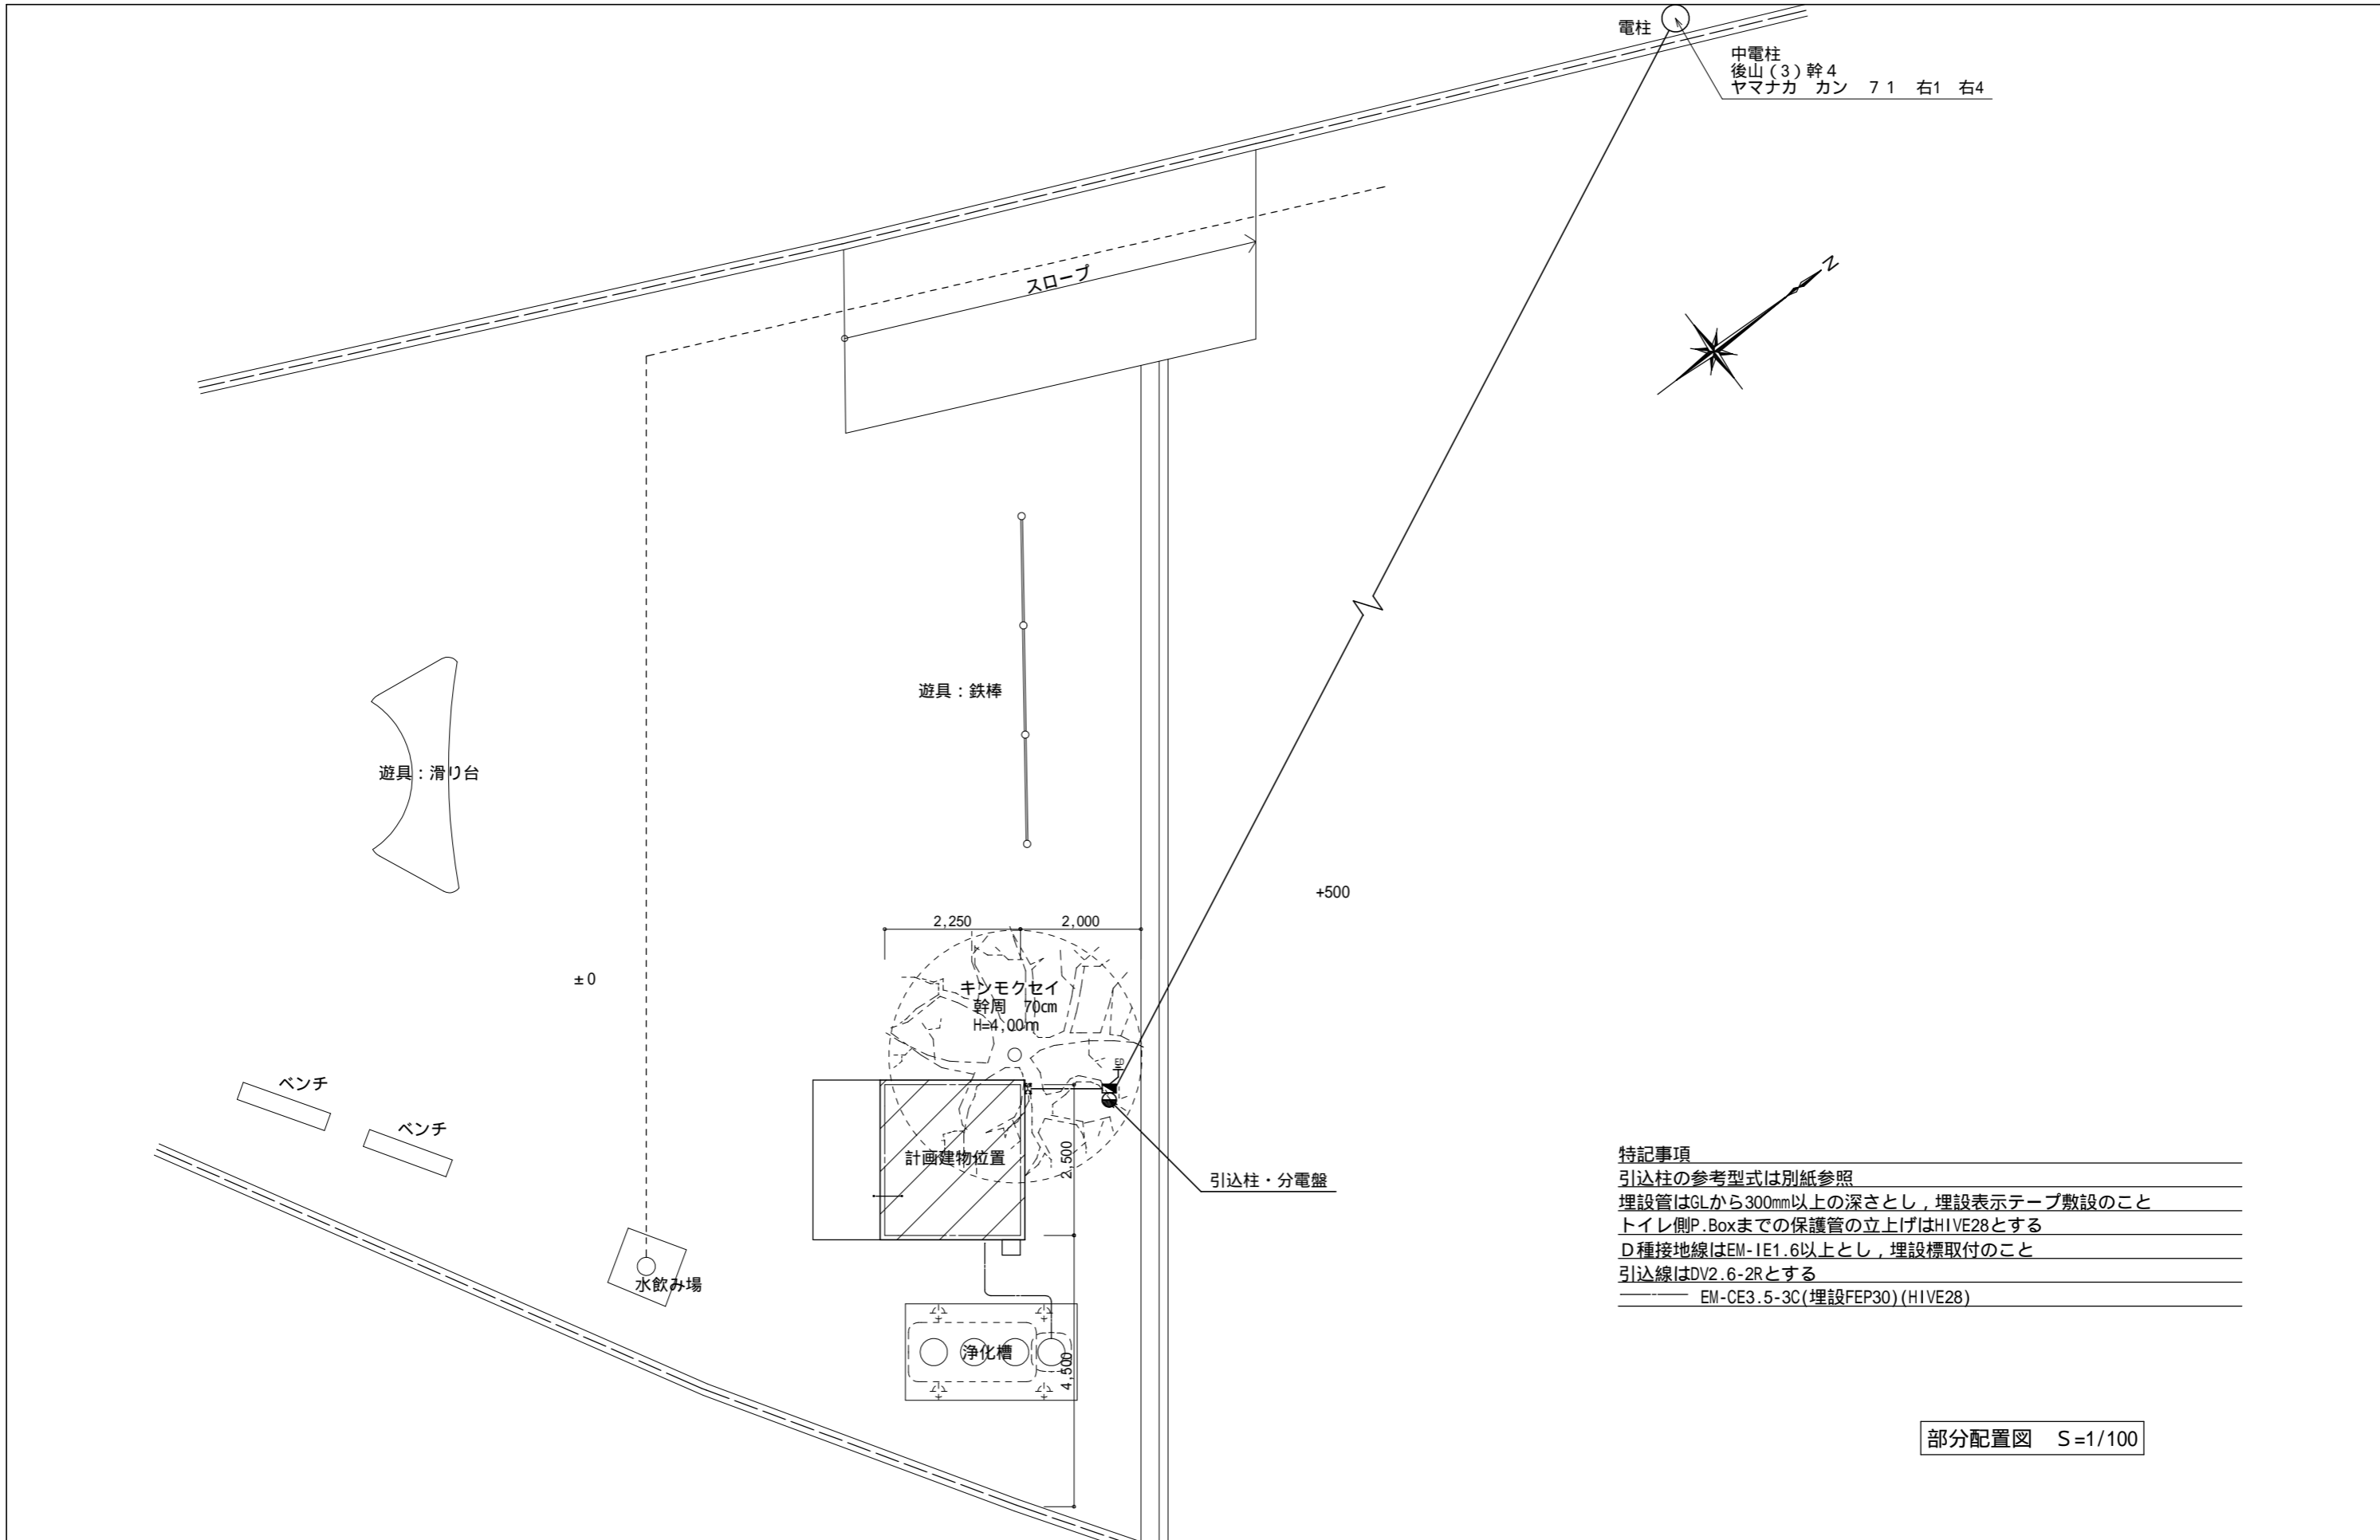 電柱
中電柱
後山(3)幹4
ヤマナカ カン 71 右1 右4
N
スロープ
遊具:鉄棒
遊具:滑り台
+500
2,250
2,000
±0
キンモクセイ
幹周 70cm
H=4,00m
ED
ベンチ
ベンチ
計画建物位置
2,500
引込柱・分電盤
水飲み場
浄化槽
4,500
特記事項
引込柱の参考型式は別紙参照
埋設管はGLから300mm以上の深さとし,埋設表示テープ敷設のこと
トイレ側P.Boxまでの保護管の立上げはHIVE28とする
D種接地線はEM-IE1.6以上とし,埋設標取付のこと
引込線はDV2.6-2Rとする
EM-CE3.5-3C(埋設FEP30)(HIVE28)
部分配置図 S=1/100